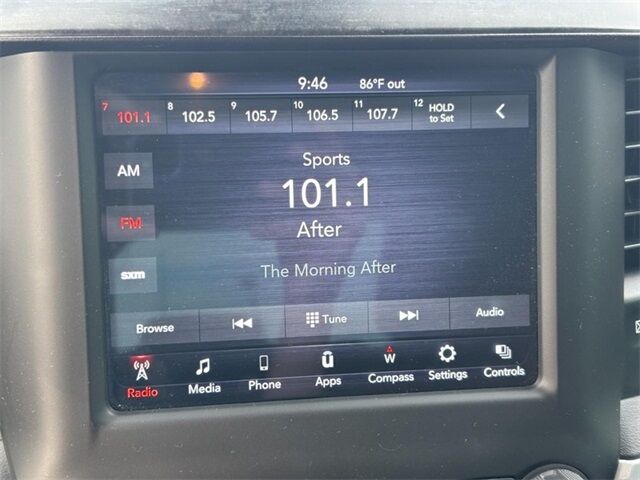 9:46 86°F out
7 101.1 8 102.5 9 105.7 10 106.5 11 107.7 12 HOLD to Set
Sports
AM
101.1
FM
After
The Morning After
sxm
Browse Tune Audio
W
Radio Media Phone Apps Compass Settings Controls